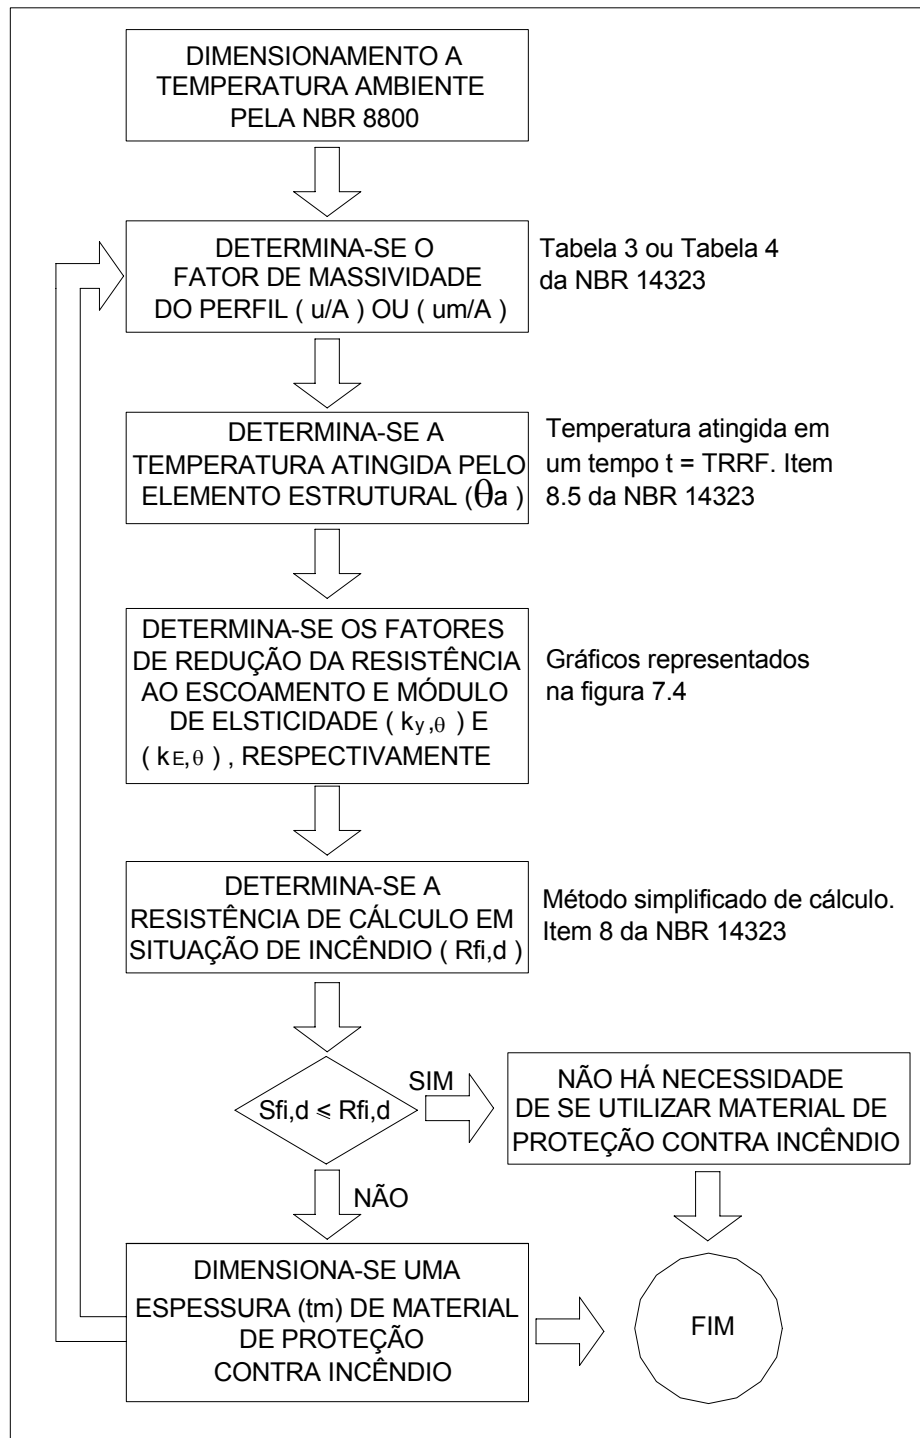 DIMENSIONAMENTO A
TEMPERATURA AMBIENTE
PELA NBR 8800
DETERMINA-SE O
FATOR DE MASSIVIDADE
DO PERFIL ( u/A ) OU ( um/A )
Tabela 3 ou Tabela 4
da NBR 14323
DETERMINA-SE A
TEMPERATURA ATINGIDA PELO
ELEMENTO ESTRUTURAL (θa )
Temperatura atingida em
um tempo t = TRRF. Item
8.5 da NBR 14323
DETERMINA-SE OS FATORES
DE REDUÇÃO DA RESISTÊNCIA
AO ESCOAMENTO E MÓDULO
DE ELSTICIDADE ( ky,θ ) E
( kE,θ ) , RESPECTIVAMENTE
Gráficos representados
na figura 7.4
DETERMINA-SE A
RESISTÊNCIA DE CÁLCULO EM
SITUAÇÃO DE INCÊNDIO ( Rfi,d )
Método simplificado de cálculo.
Item 8 da NBR 14323
Sfi,d ⩽ Rfi,d
SIM
NÃO HÁ NECESSIDADE
DE SE UTILIZAR MATERIAL DE
PROTEÇÃO CONTRA INCÊNDIO
NÃO
DIMENSIONA-SE UMA
ESPESSURA (tm) DE MATERIAL
DE PROTEÇÃO
CONTRA INCÊNDIO
FIM